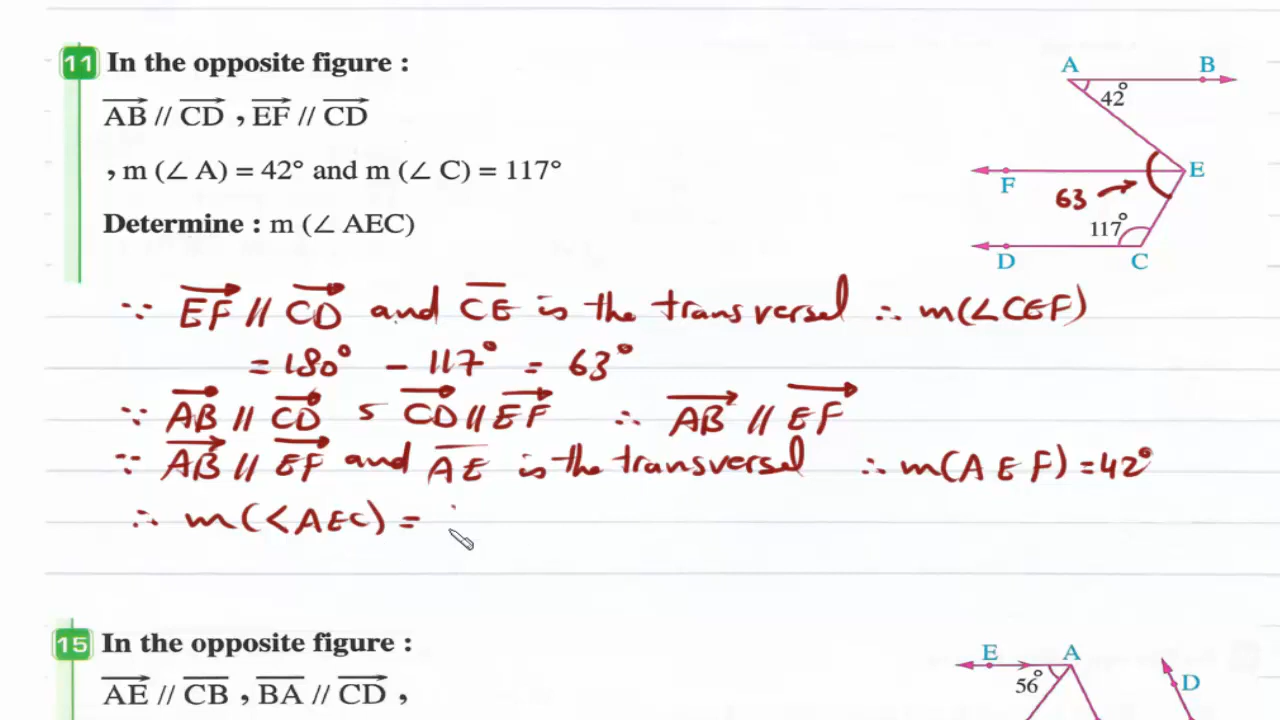 11 In the opposite figure :
AB // CD , EF // CD
, m (∠ A) = 42° and m (∠ C) = 117°
Determine : m (∠ AEC)
A B
42°
F E
63
117°
D C
∵ EF // CD and CE is the transversal ∴ m(∠CEF)
= 180° - 117° = 63°
∵ AB // CD , CD // EF ∴ AB // EF
∵ AB // EF and AE is the transversal ∴ m(AEF) = 42°
∴ m(∠AEC) =
15 In the opposite figure :
AE // CB , BA // CD ,
E A
56°
D